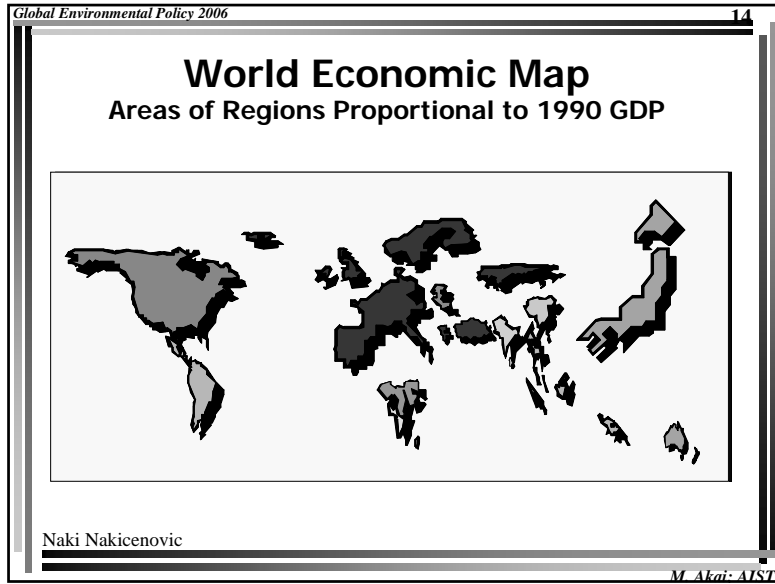 Global Environmental Policy 2006
14
World Economic Map
Areas of Regions Proportional to 1990 GDP
Naki Nakicenovic
M. Akai; AIST